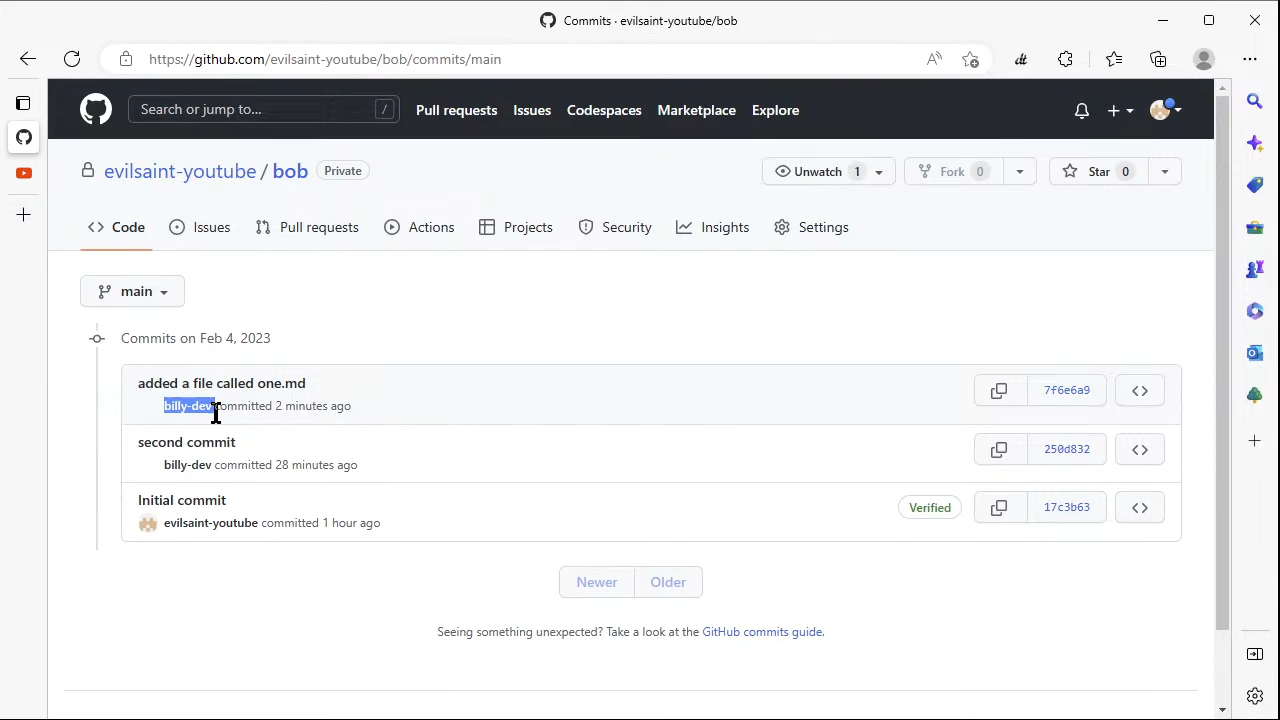 Commits · evilsaint-youtube/bob
https://github.com/evilsaint-youtube/bob/commits/main
Search or jump to... /
Pull requests Issues Codespaces Marketplace Explore
evilsaint-youtube / bob Private
Unwatch 1 Fork 0 Star 0
Code Issues Pull requests Actions Projects Security Insights Settings
main
Commits on Feb 4, 2023
added a file called one.md
billy-dev committed 2 minutes ago
7f6e6a9
second commit
billy-dev committed 28 minutes ago
250d832
Initial commit
evilsaint-youtube committed 1 hour ago
Verified
17c3b63
Newer Older
Seeing something unexpected? Take a look at the GitHub commits guide.